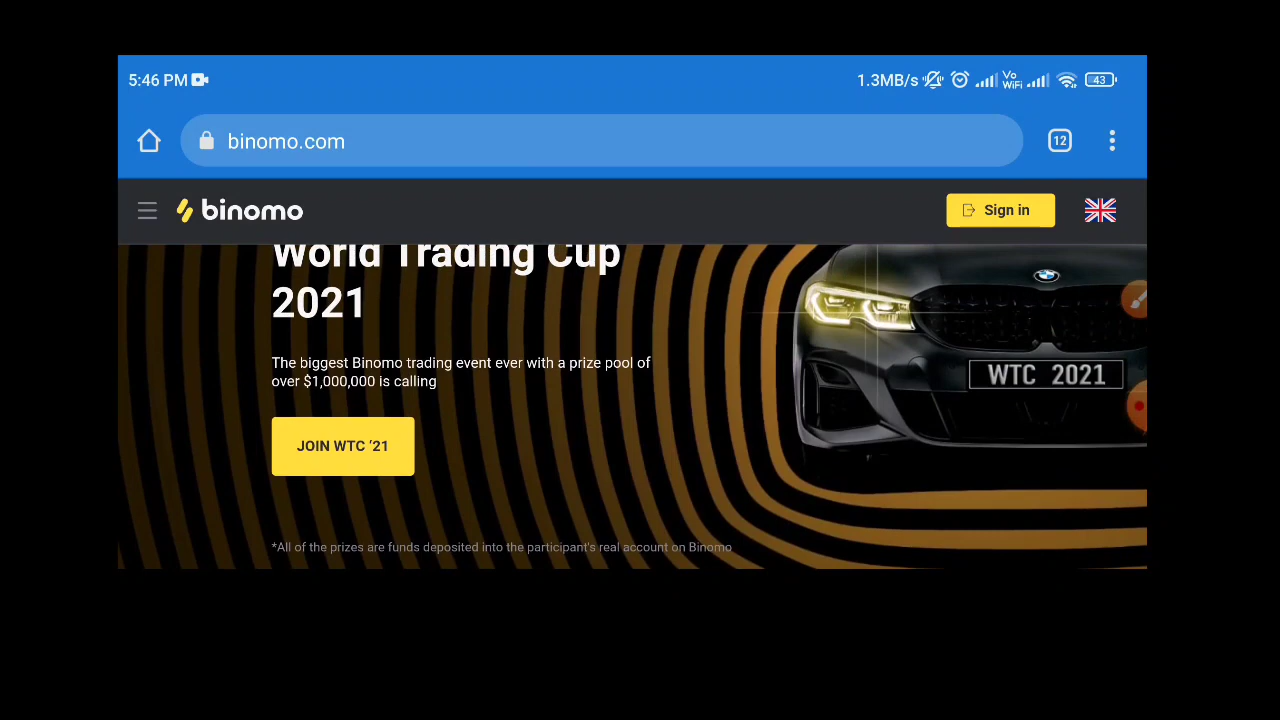 5:46 PM 1.3MB/s Vo WiFi 43
binomo.com 12
binomo Sign in
World Trading Cup
2021
The biggest Binomo trading event ever with a prize pool of
over $1,000,000 is calling
WTC 2021
JOIN WTC ‘21
*All of the prizes are funds deposited into the participant's real account on Binomo